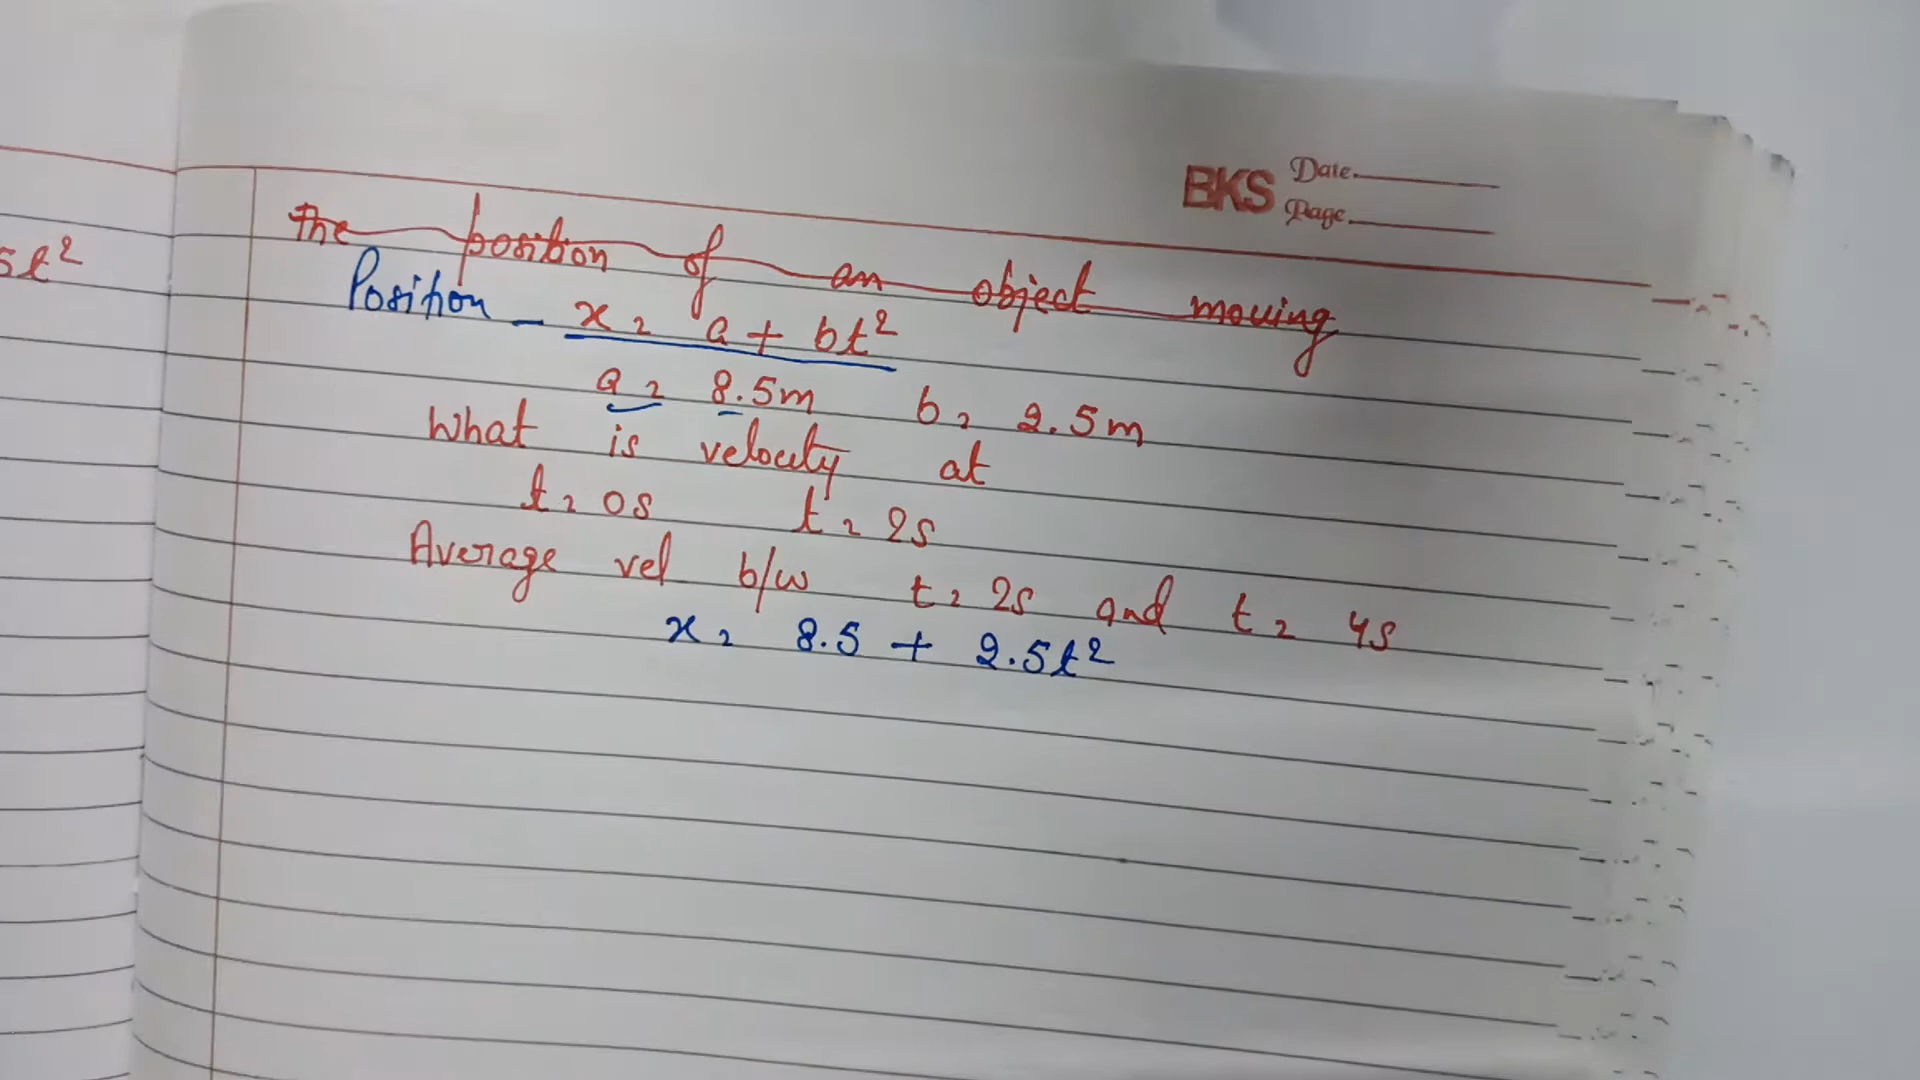 BKS Date.
Page.
5t²
The position of an object moving
Position - x = a + bt²
a = 8.5m b = 2.5m
What is velocity at
t = 0s t = 2s
Average vel b/w t = 2s and t = 4s
x = 8.5 + 2.5t²